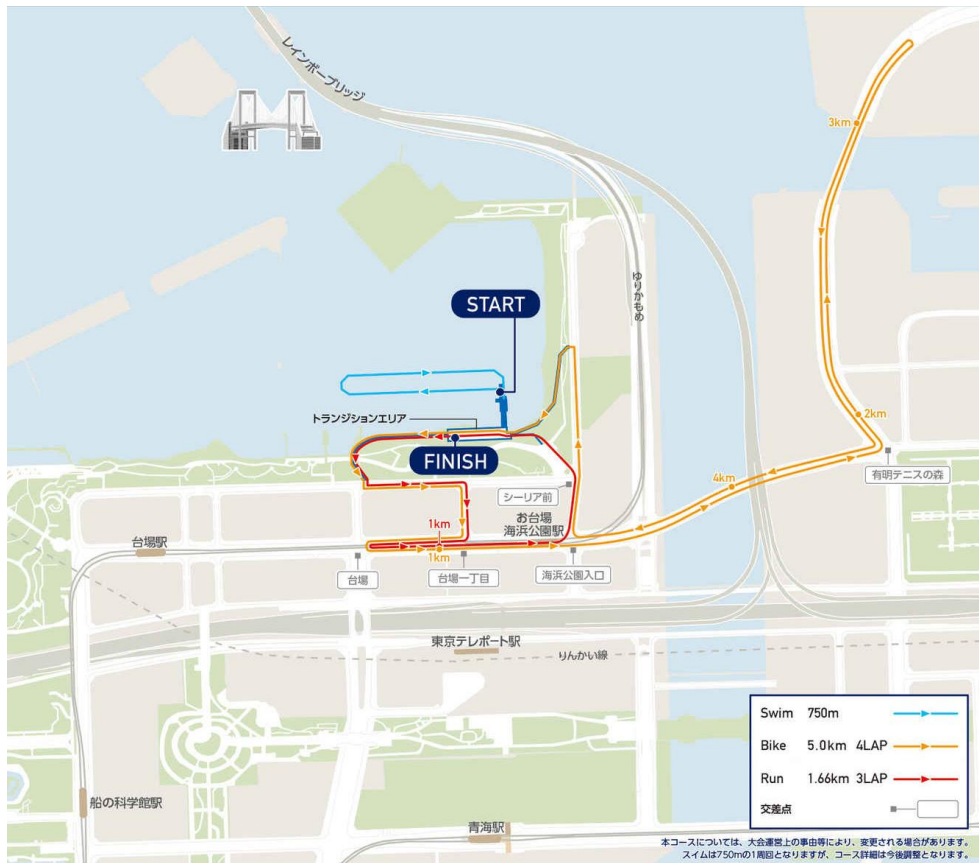 レインボーブリッジ
3km
ゆりかもめ
START
トランジションエリア
2km
FINISH
有明テニスの森
4km
シーリア前
お台場
海浜公園駅
1km
台場駅
1km
台場
台場一丁目
海浜公園入口
東京テレポート駅
りんかい線
Swim 750m
Bike 5.0km 4LAP
Run 1.66km 3LAP
交差点
船の科学館駅
青海駅
本コースについては、大会運営上の事由等により、変更される場合があります。
スイムは750mの1周回となりますが、コース詳細は今後調整となります。